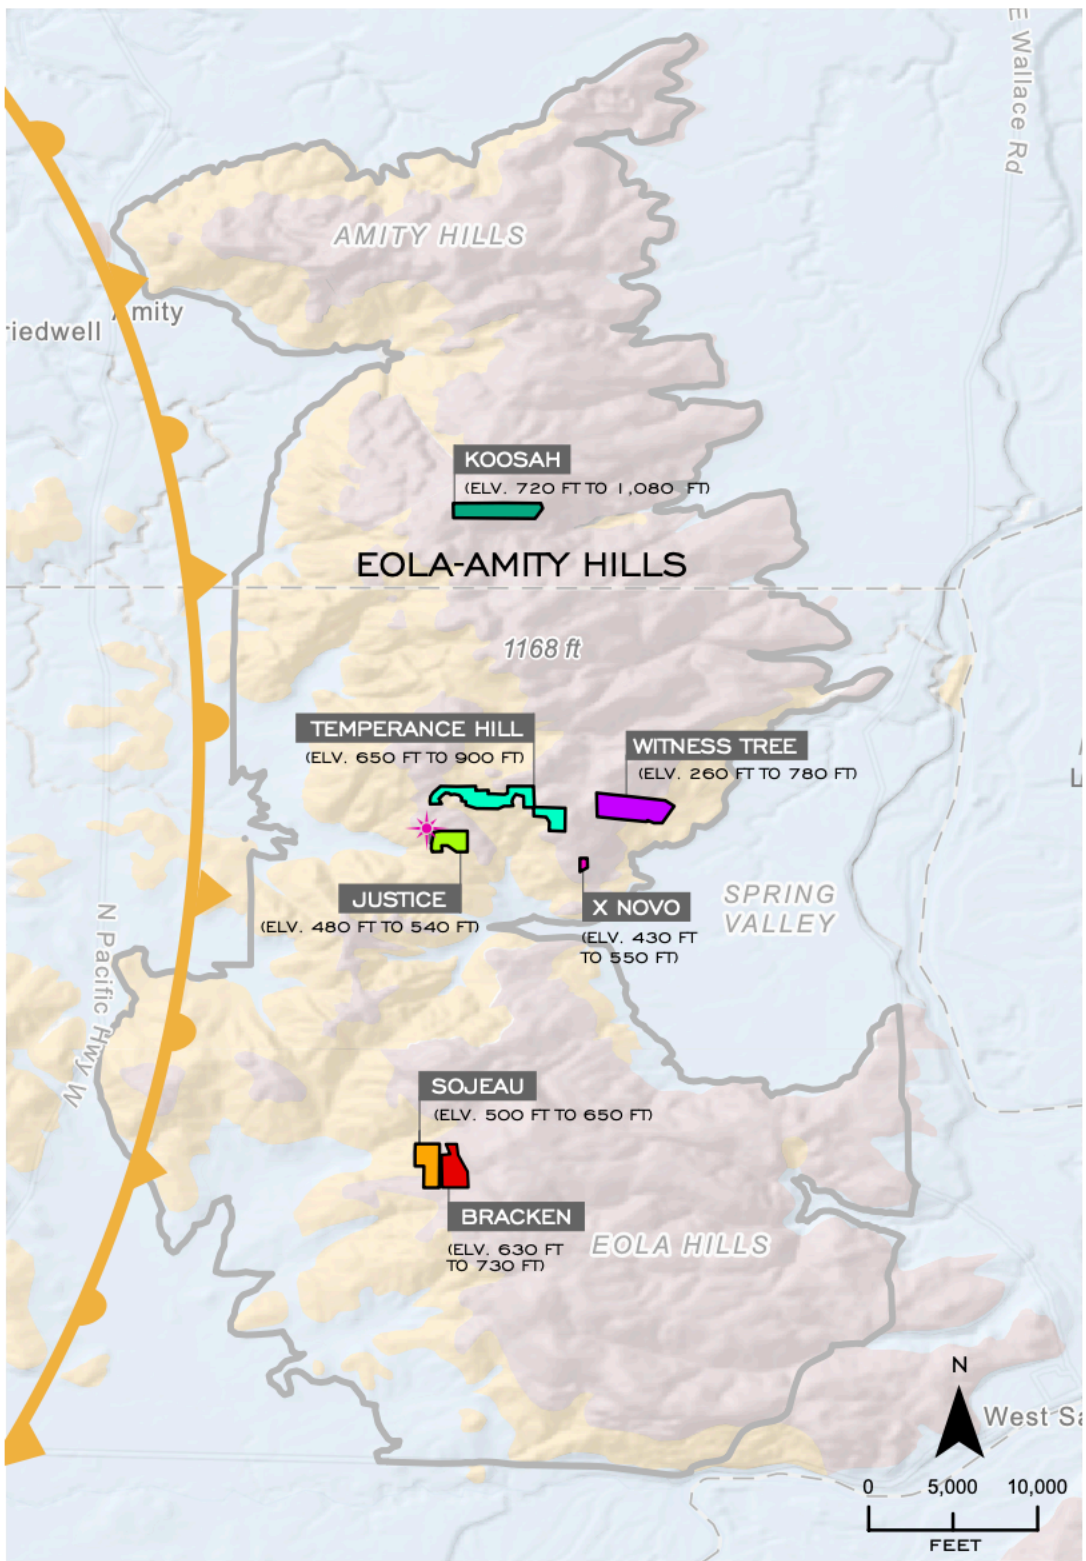 E Wallace Rd
AMITY HILLS
Amity
riedwell
KOOSAH
(ELV. 720 FT TO 1,080 FT)
EOLA-AMITY HILLS
1168 ft
TEMPERANCE HILL
(ELV. 650 FT TO 900 FT)
WITNESS TREE
(ELV. 260 FT TO 780 FT)
JUSTICE
(ELV. 480 FT TO 540 FT)
X NOVO
(ELV. 430 FT
TO 550 FT)
SPRING
VALLEY
N Pacific Hwy W
SOJEAU
(ELV. 500 FT TO 650 FT)
BRACKEN
(ELV. 630 FT
TO 730 FT)
EOLA HILLS
N
West Sa
0 5,000 10,000
FEET